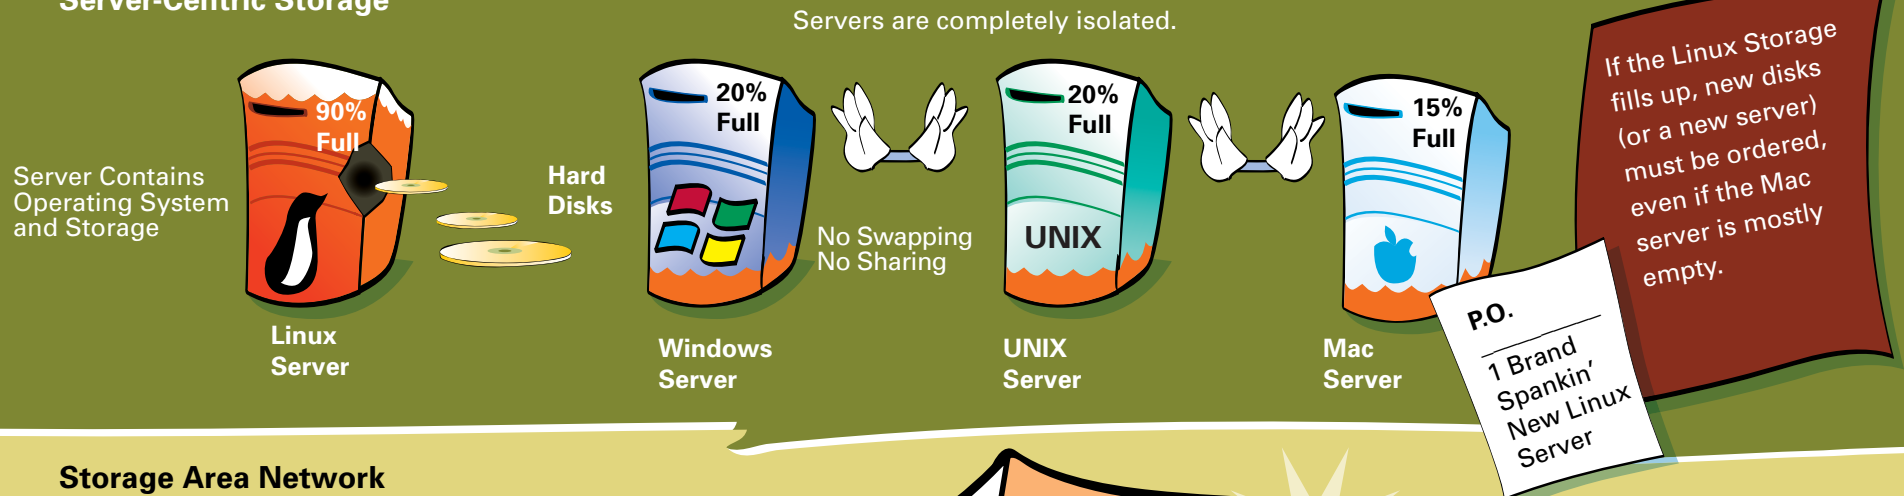 Server-Centric Storage
Servers are completely isolated.
90%
Full
20%
Full
20%
Full
15%
Full
Server Contains
Operating System
and Storage
Hard
Disks
No Swapping
No Sharing
UNIX
Linux
Server
Windows
Server
UNIX
Server
Mac
Server
If the Linux Storage
fills up, new disks
(or a new server)
must be ordered,
even if the Mac
server is mostly
empty.
P.O.
1 Brand
Spankin’
New Linux
Server
Storage Area Network